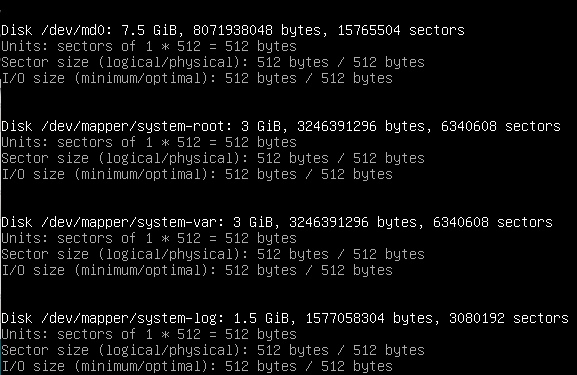 Disk /dev/md0: 7.5 GiB, 8071938048 bytes, 15765504 sectors
Units: sectors of 1 * 512 = 512 bytes
Sector size (logical/physical): 512 bytes / 512 bytes
I/O size (minimum/optimal): 512 bytes / 512 bytes
Disk /dev/mapper/system-root: 3 GiB, 3246391296 bytes, 6340608 sectors
Units: sectors of 1 * 512 = 512 bytes
Sector size (logical/physical): 512 bytes / 512 bytes
I/O size (minimum/optimal): 512 bytes / 512 bytes
Disk /dev/mapper/system-var: 3 GiB, 3246391296 bytes, 6340608 sectors
Units: sectors of 1 * 512 = 512 bytes
Sector size (logical/physical): 512 bytes / 512 bytes
I/O size (minimum/optimal): 512 bytes / 512 bytes
Disk /dev/mapper/system-log: 1.5 GiB, 1577058304 bytes, 3080192 sectors
Units: sectors of 1 * 512 = 512 bytes
Sector size (logical/physical): 512 bytes / 512 bytes
I/O size (minimum/optimal): 512 bytes / 512 bytes